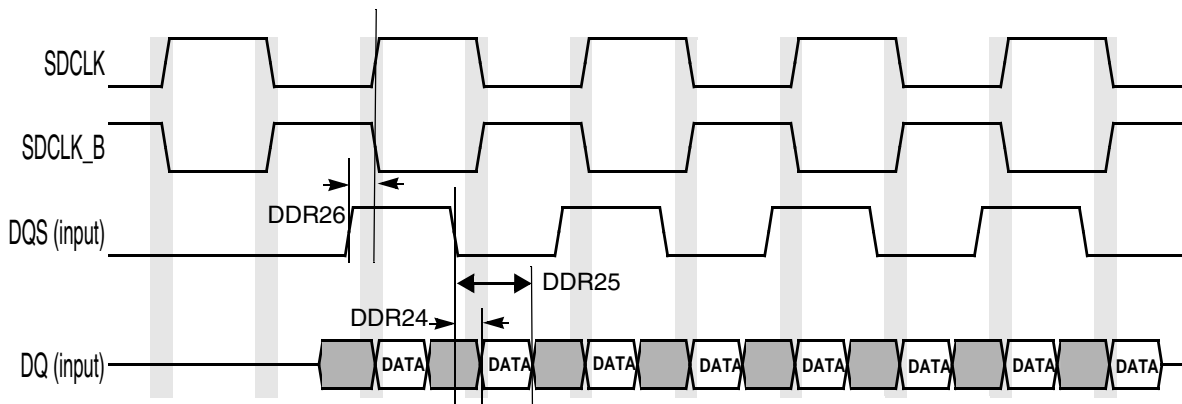 SDCLK
SDCLK_B
DDR26
DQS (input)
DDR25
DDR24
DQ (input)
DATA
DATA
DATA
DATA
DATA
DATA
DATA
DATA